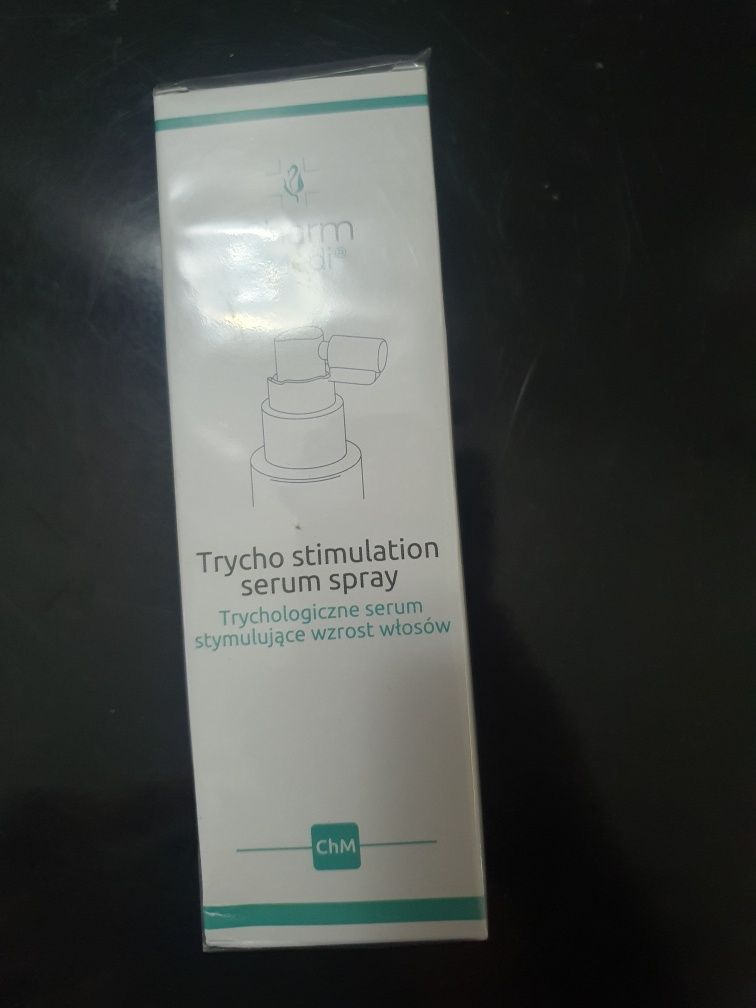 Trycho stimulation
serum spray
Trychologiczne serum
stymulujące wzrost włosów
ChM